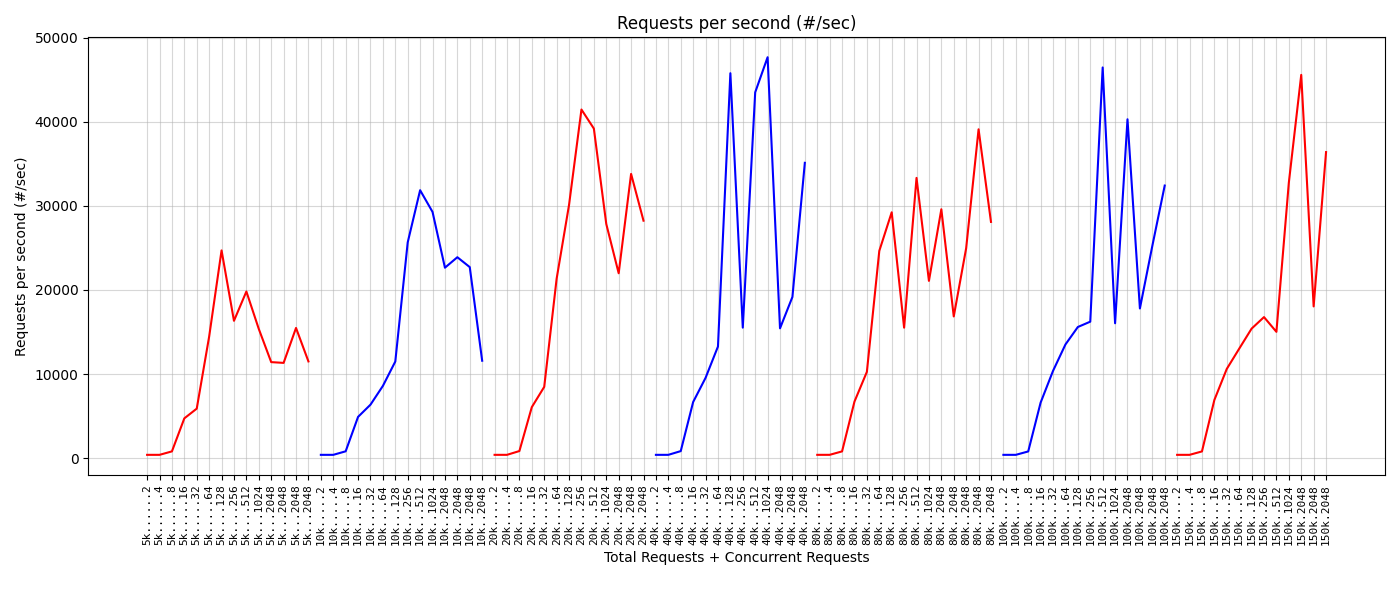 Requests per second (#/sec)
Requests per second (#/sec)
50000
40000
30000
20000
10000
0
5k......2
5k......4
5k......8
5k.....16
5k.....32
5k.....64
5k....128
5k....256
5k....512
5k...1024
5k...2048
5k...2048
5k...2048
5k...2048
10k.....2
10k.....4
10k.....8
10k....16
10k....32
10k....64
10k...128
10k...256
10k...512
10k..1024
10k..2048
10k..2048
10k..2048
10k..2048
20k.....2
20k.....4
20k.....8
20k....16
20k....32
20k....64
20k...128
20k...256
20k...512
20k..1024
20k..2048
20k..2048
20k..2048
40k.....2
40k.....4
40k.....8
40k....16
40k....32
40k....64
40k...128
40k...256
40k...512
40k..1024
40k..2048
40k..2048
40k..2048
80k.....2
80k.....4
80k.....8
80k....16
80k....32
80k....64
80k...128
80k...256
80k...512
80k..1024
80k..2048
80k..2048
80k..2048
80k..2048
80k..2048
100k....2
100k....4
100k....8
100k...16
100k...32
100k...64
100k..128
100k..256
100k..512
100k.1024
100k.2048
100k.2048
100k.2048
100k.2048
150k....2
150k....4
150k....8
150k...16
150k...32
150k...64
150k..128
150k..256
150k..512
150k.1024
150k.2048
150k.2048
150k.2048
Total Requests + Concurrent Requests